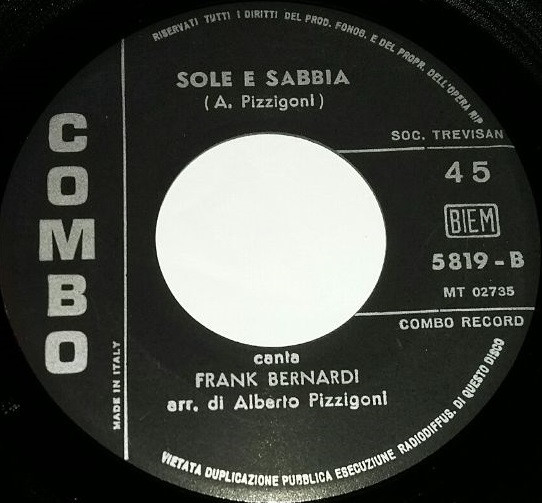 RISERVATI TUTTI I DIRITTI DEL PROD. FONOG. E DEL PROPR. DELL'OPERA RIP
SOLE E SABBIA
(A. Pizzigoni)
COMBO
SOC. TREVISAN
45
BIEM
5819-B
MT 02735
COMBO RECORD
MADE IN ITALY
canta
FRANK BERNARDI
arr. di Alberto Pizzigoni
VIETATA DUPLICAZIONE PUBBLICA ESECUZIUNE RADIODIFFUS. DI QUESTO DISCO